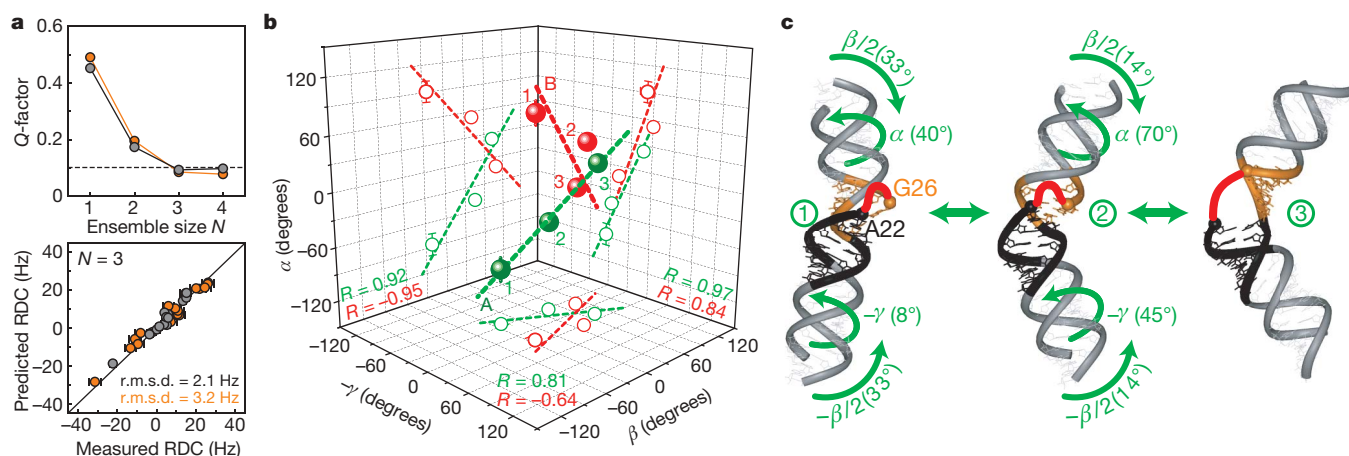 a
Q-factor
0.6
0.4
0.2
0
1 2 3 4
Ensemble size N
N = 3
Predicted RDC (Hz)
40
20
0
−20
−40
r.m.s.d. = 2.1 Hz
r.m.s.d. = 3.2 Hz
−40 −20 0 20 40
Measured RDC (Hz)
b
α (degrees)
120
60
0
−60
−120
B
1
2
3
3
2
1
A
R = 0.92
R = −0.95
R = 0.97
R = 0.84
R = 0.81
R = −0.64
−120
−60
0
60
120
−γ (degrees)
−120
−60
0
60
120
β (degrees)
c
β/2(33°)
α (40°)
G26
A22
1
−γ (8°)
−β/2(33°)
β/2(14°)
α (70°)
2
−γ (45°)
−β/2(14°)
3